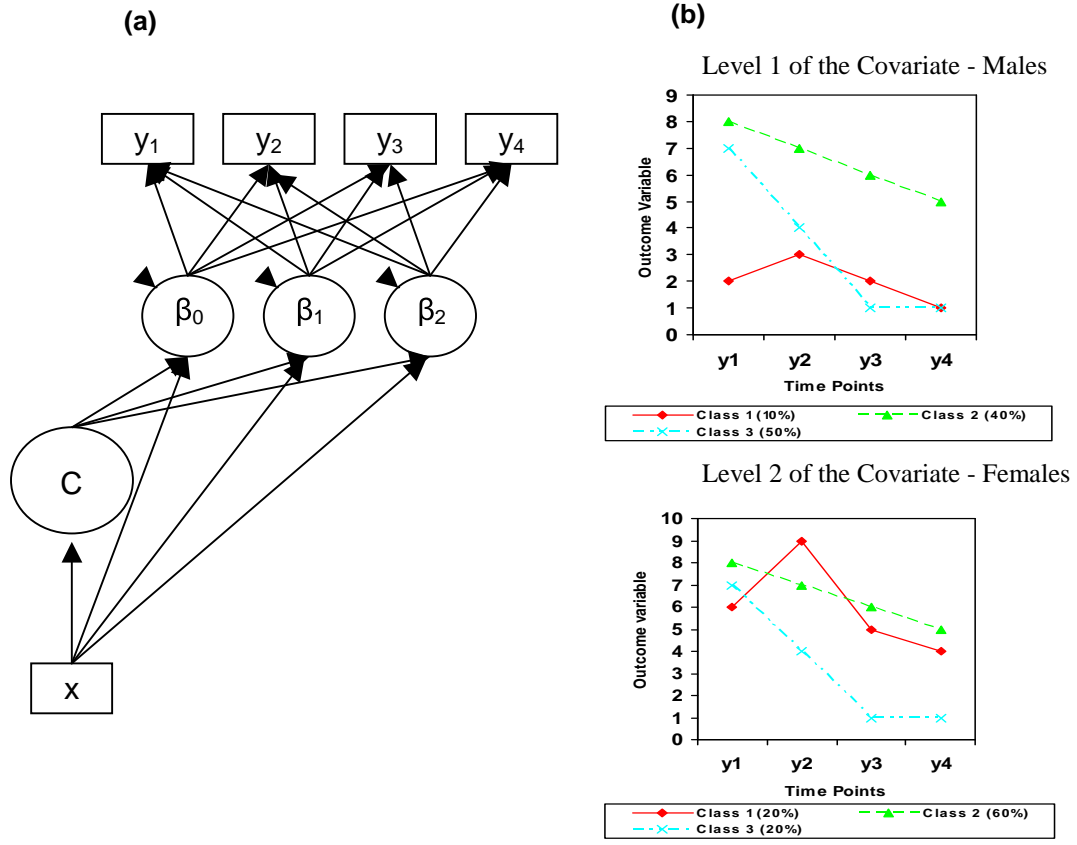 (a)
y1 y2 y3 y4
β0 β1 β2
C
x
(b)
Level 1 of the Covariate - Males
Outcome Variable
9
8
7
6
5
4
3
2
1
0
y1 y2 y3 y4
Time Points
Class 1 (10%) Class 2 (40%)
Class 3 (50%)
Level 2 of the Covariate - Females
Outcome variable
10
9
8
7
6
5
4
3
2
1
0
y1 y2 y3 y4
Time Points
Class 1 (20%) Class 2 (60%)
Class 3 (20%)